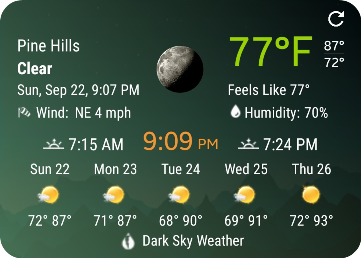 77°F
87°
72°
Pine Hills
Clear
Sun, Sep 22, 9:07 PM
Feels Like 77°
Wind: NE 4 mph
Humidity: 70%
7:15 AM
9:09 PM
7:24 PM
Sun 22 Mon 23 Tue 24 Wed 25 Thu 26
72° 87° 71° 87° 68° 90° 69° 91° 72° 93°
Dark Sky Weather